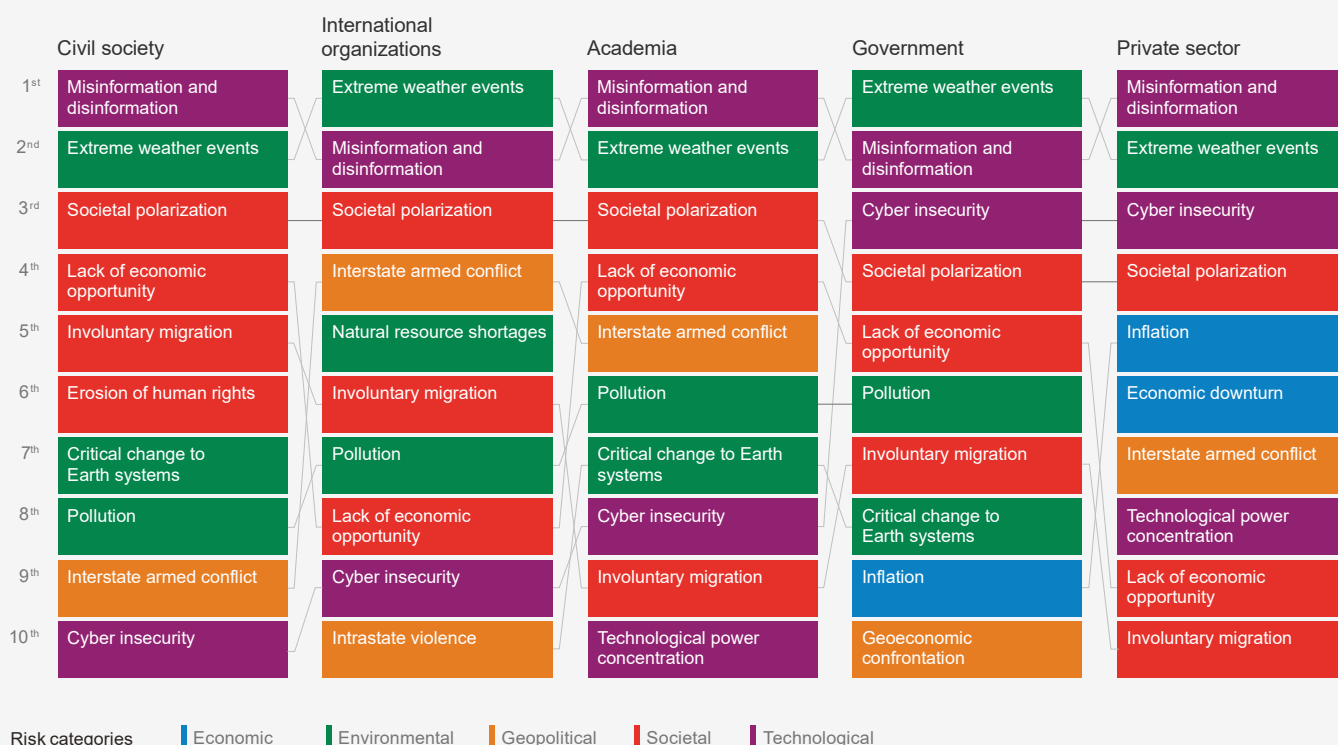 Civil society
International
organizations
Academia
Government
Private sector
1st
Misinformation and
disinformation
Extreme weather events
Misinformation and
disinformation
Extreme weather events
Misinformation and
disinformation
2nd
Extreme weather events
Misinformation and
disinformation
Extreme weather events
Misinformation and
disinformation
Extreme weather events
3rd
Societal polarization
Societal polarization
Societal polarization
Cyber insecurity
Cyber insecurity
4th
Lack of economic
opportunity
Interstate armed conflict
Lack of economic
opportunity
Societal polarization
Societal polarization
5th
Involuntary migration
Natural resource shortages
Interstate armed conflict
Lack of economic
opportunity
Inflation
6th
Erosion of human rights
Involuntary migration
Pollution
Pollution
Economic downturn
7th
Critical change to
Earth systems
Pollution
Critical change to Earth
systems
Involuntary migration
Interstate armed conflict
8th
Pollution
Lack of economic
opportunity
Cyber insecurity
Critical change to
Earth systems
Technological power
concentration
9th
Interstate armed conflict
Cyber insecurity
Involuntary migration
Inflation
Lack of economic
opportunity
10th
Cyber insecurity
Intrastate violence
Technological power
concentration
Geoeconomic
confrontation
Involuntary migration
Risk categories
Economic
Environmental
Geopolitical
Societal
Technological